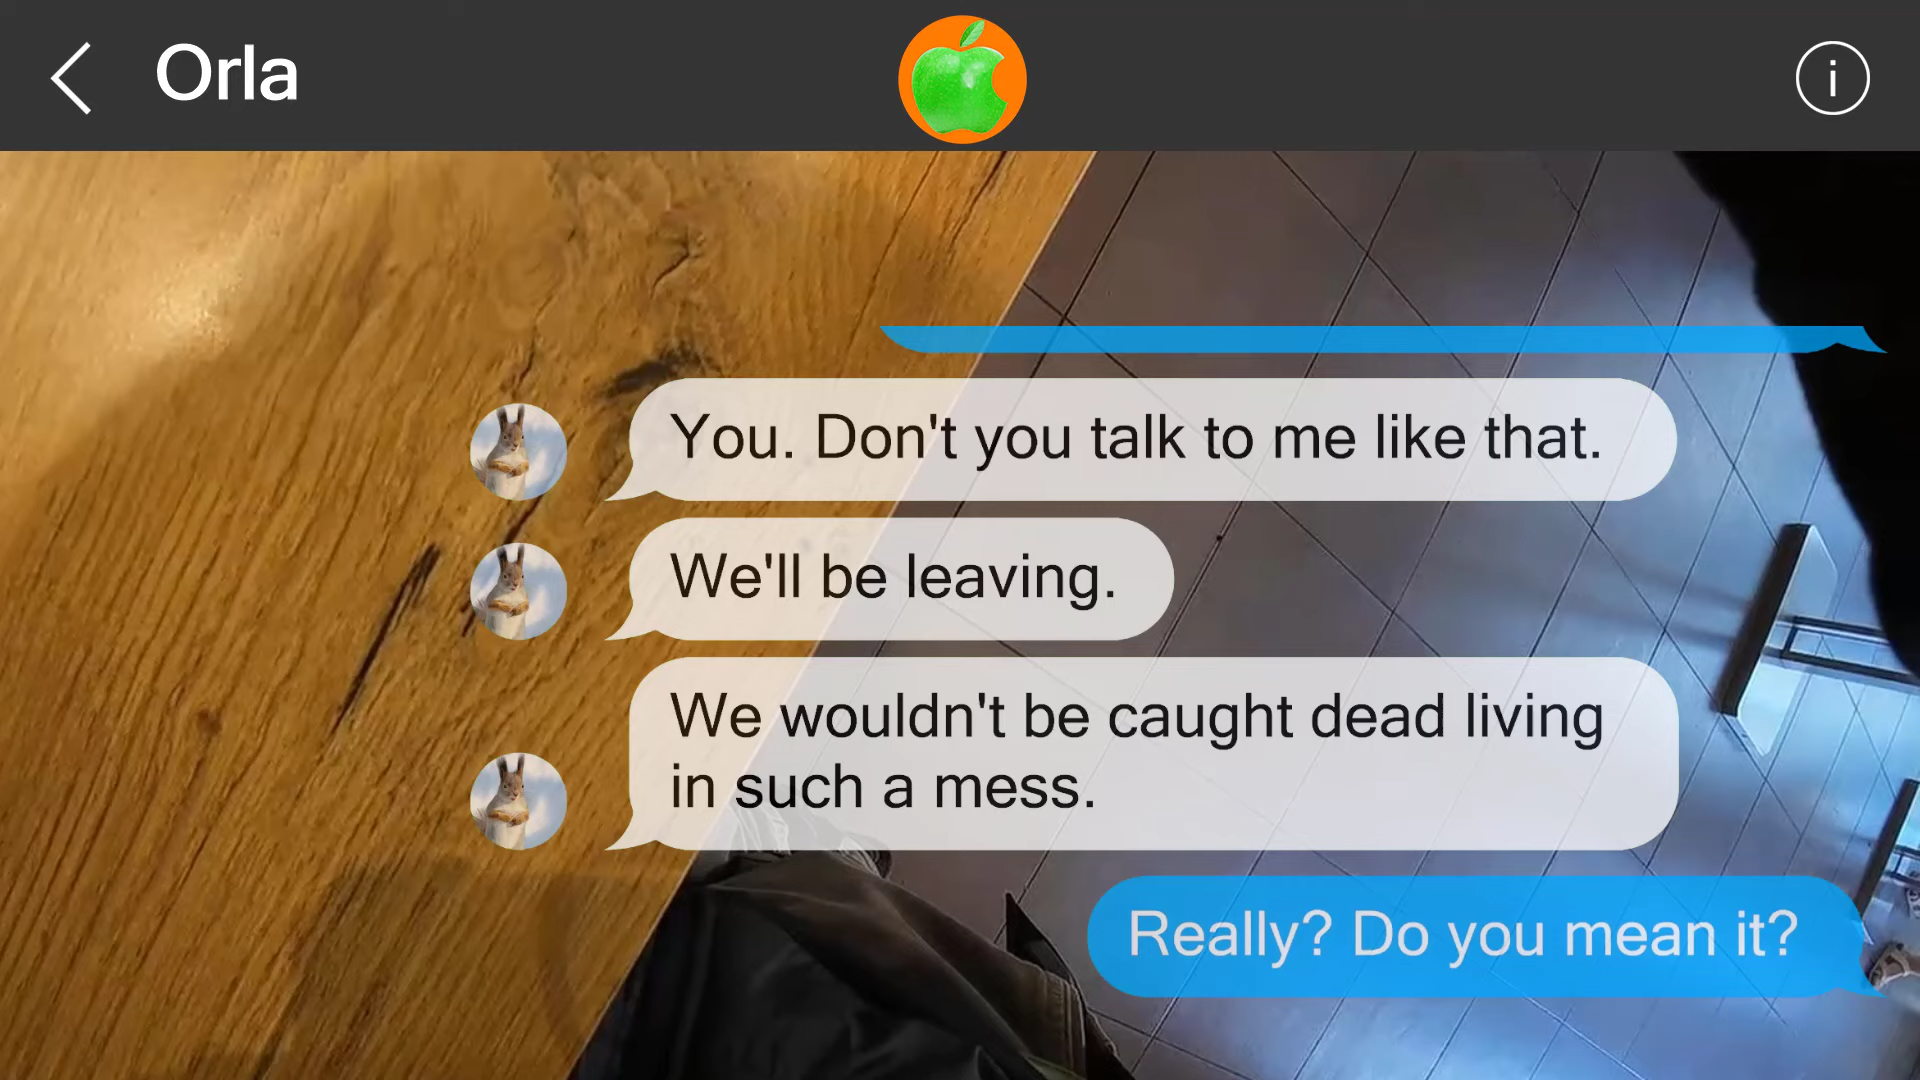 Orla
You. Don't you talk to me like that.
We'll be leaving.
We wouldn't be caught dead living
in such a mess.
Really? Do you mean it?